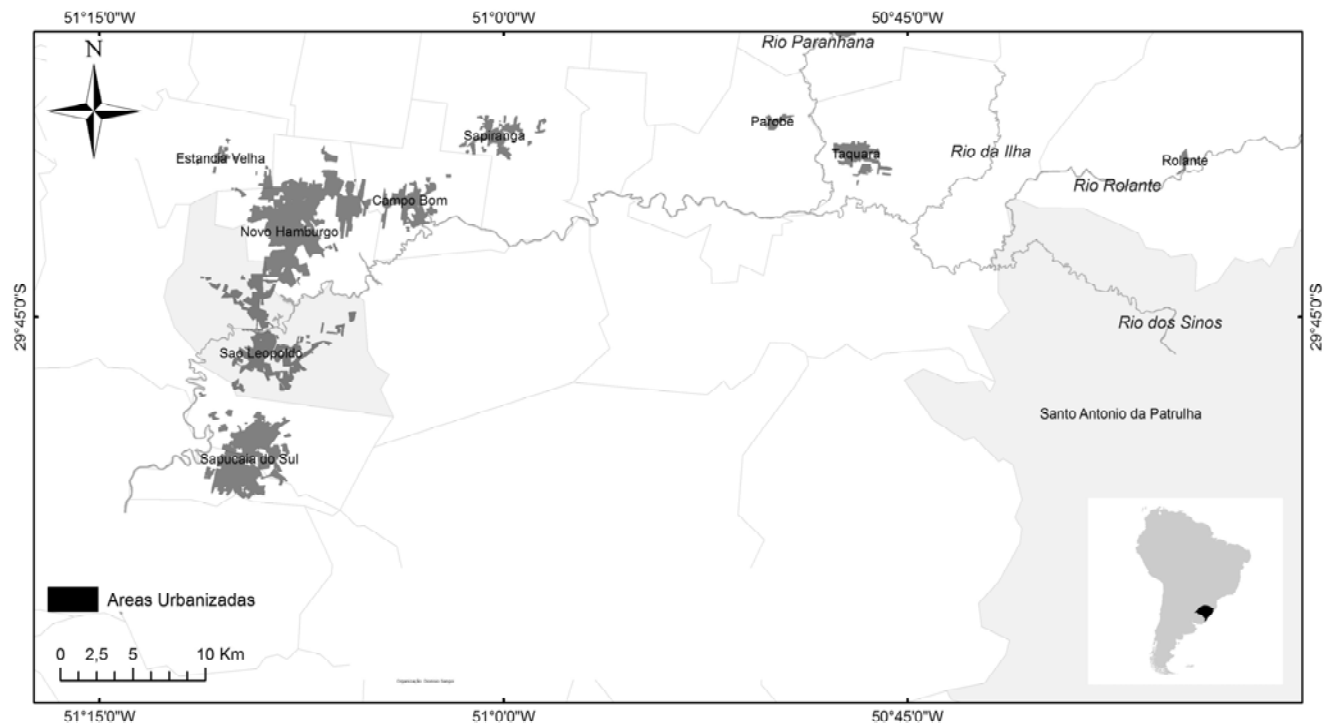 51°15'0"W 51°0'0"W 50°45'0"W
N
Rio Paranhana
Sapiranga
Parobé
Estancia Velha
Taquara
Rio da Ilha
Rolante
Rio Rolante
Campo Bom
Novo Hamburgo
29°45'0"S
29°45'0"S
Rio dos Sinos
Sao Leopoldo
Santo Antonio da Patrulha
Sapucaia do Sul
Areas Urbanizadas
0 2,5 5 10 Km
51°15'0"W 51°0'0"W 50°45'0"W